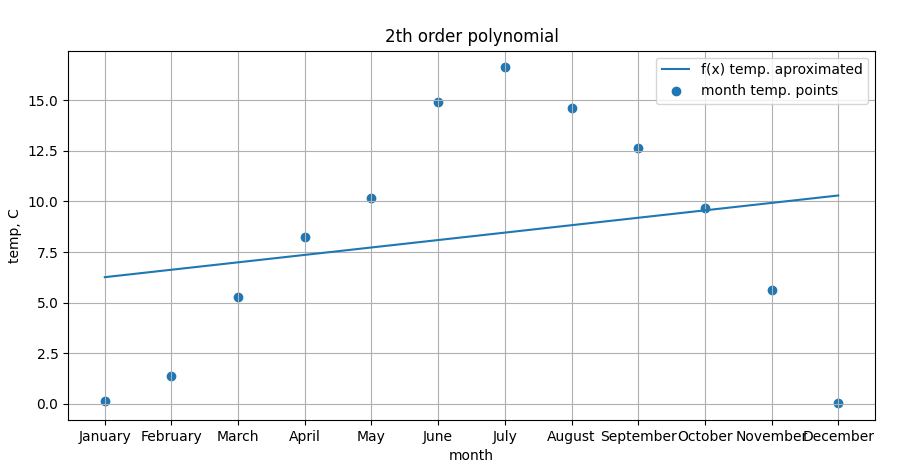 2th order polynomial
f(x) temp. aproximated
month temp. points
temp, C
15.0
12.5
10.0
7.5
5.0
2.5
0.0
January February March April May June July August September October November December
month